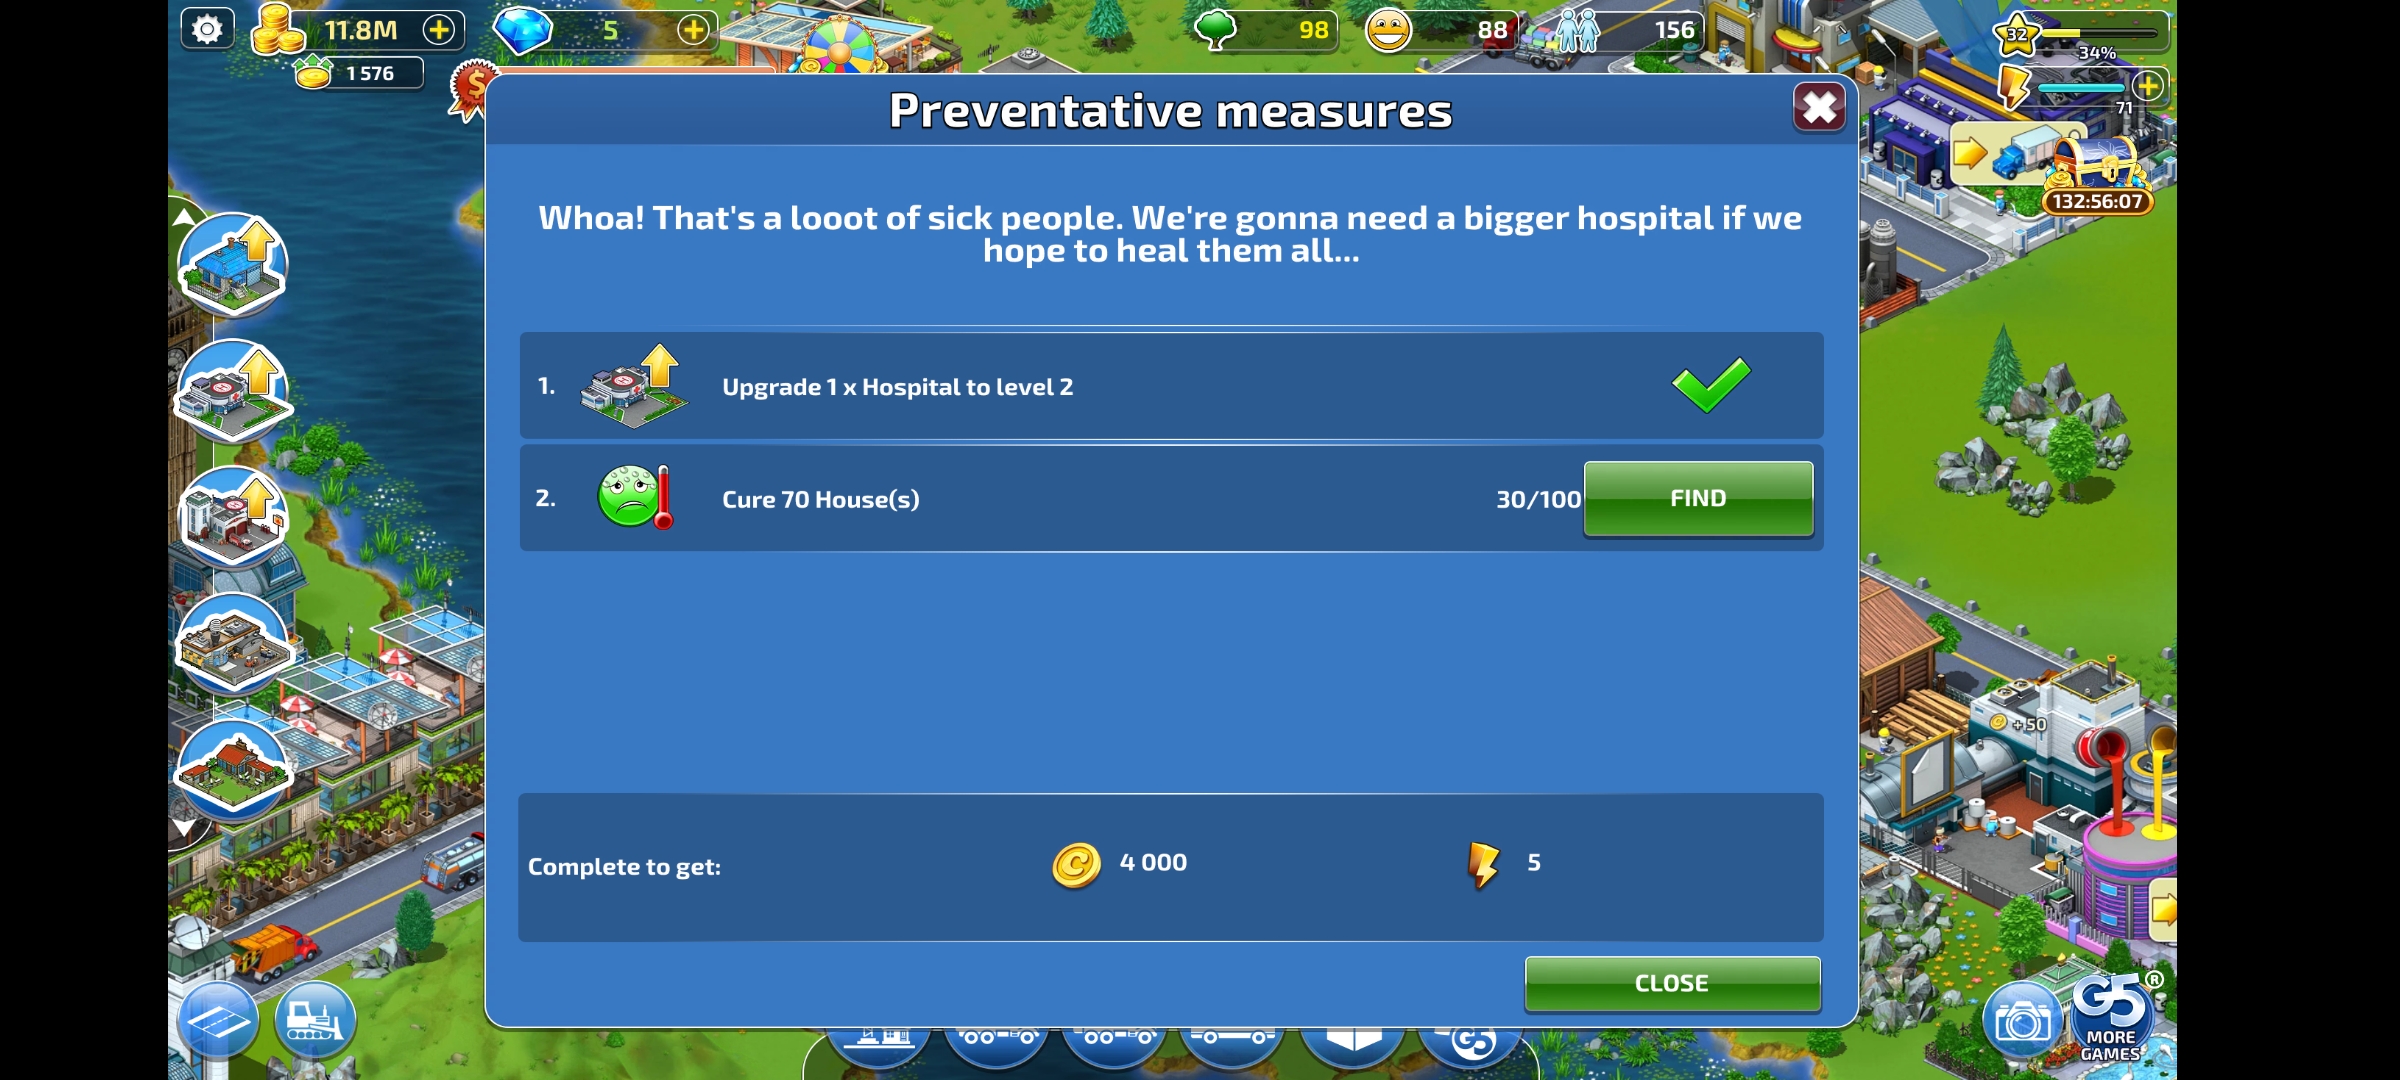 11.8M
5
98
88
156
32
34%
1 576
71
132:56:07
Preventative measures
Whoa! That's a looot of sick people. We're gonna need a bigger hospital if we
hope to heal them all...
1. Upgrade 1 x Hospital to level 2
2. Cure 70 House(s) 30/100 FIND
+50
Complete to get: 4 000 5
CLOSE
G5
G5 ®
MORE
GAMES